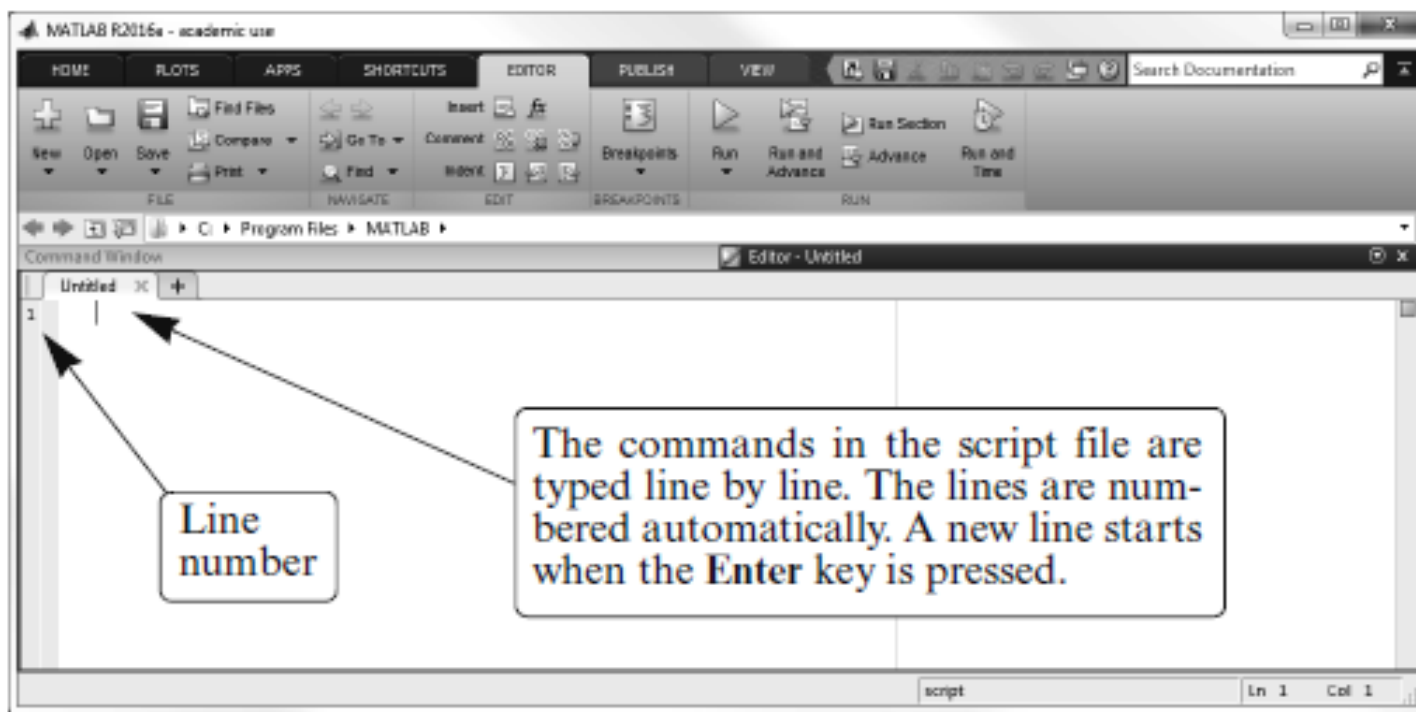 MATLAB R2016a - academic use
HOME PLOTS APPS SHORTCUTS EDITOR PUBLISH VIEW Search Documentation
Find Files Insert fx
New Open Save Compare Go To Comment Breakpoints Run Run and Advance Run Section Advance Run and Time
Print Find Indent
FILE NAVIGATE EDIT BREAKPOINTS RUN
C: Program Files MATLAB
Command Window Editor - Untitled
Untitled +
1
The commands in the script file are
typed line by line. The lines are num-
bered automatically. A new line starts
when the Enter key is pressed.
Line
number
script Ln 1 Col 1